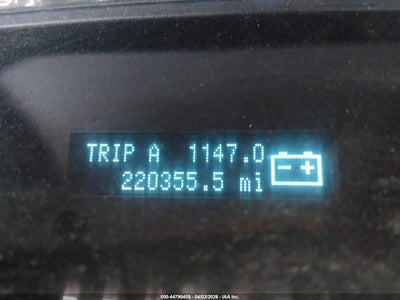 TRIP A 1147.0
220355.5 mi
000-44790408 - 04/03/2026 - IAA Inc.